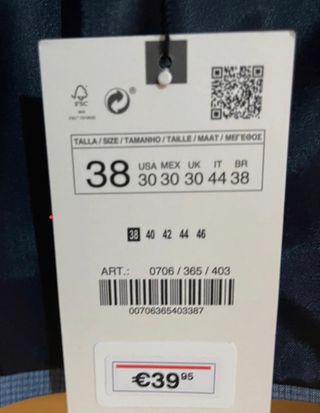 FSC
TALLA / SIZE / TAMANHO / TAILLE / MAAT / ΜΕΓΕΘΟΣ
38 USA MEX UK IT BR
30 30 30 44 38
38 40 42 44 46
ART.: 0706 / 365 / 403
00706365403387
€39 95